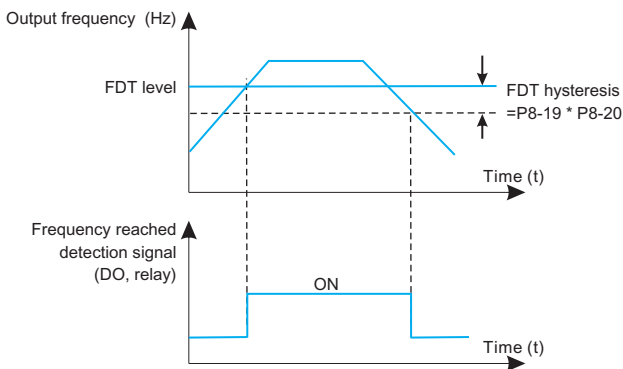 Output frequency (Hz)
FDT level
FDT hysteresis
=P8-19 * P8-20
Time (t)
Frequency reached
detection signal
(DO, relay)
ON
Time (t)